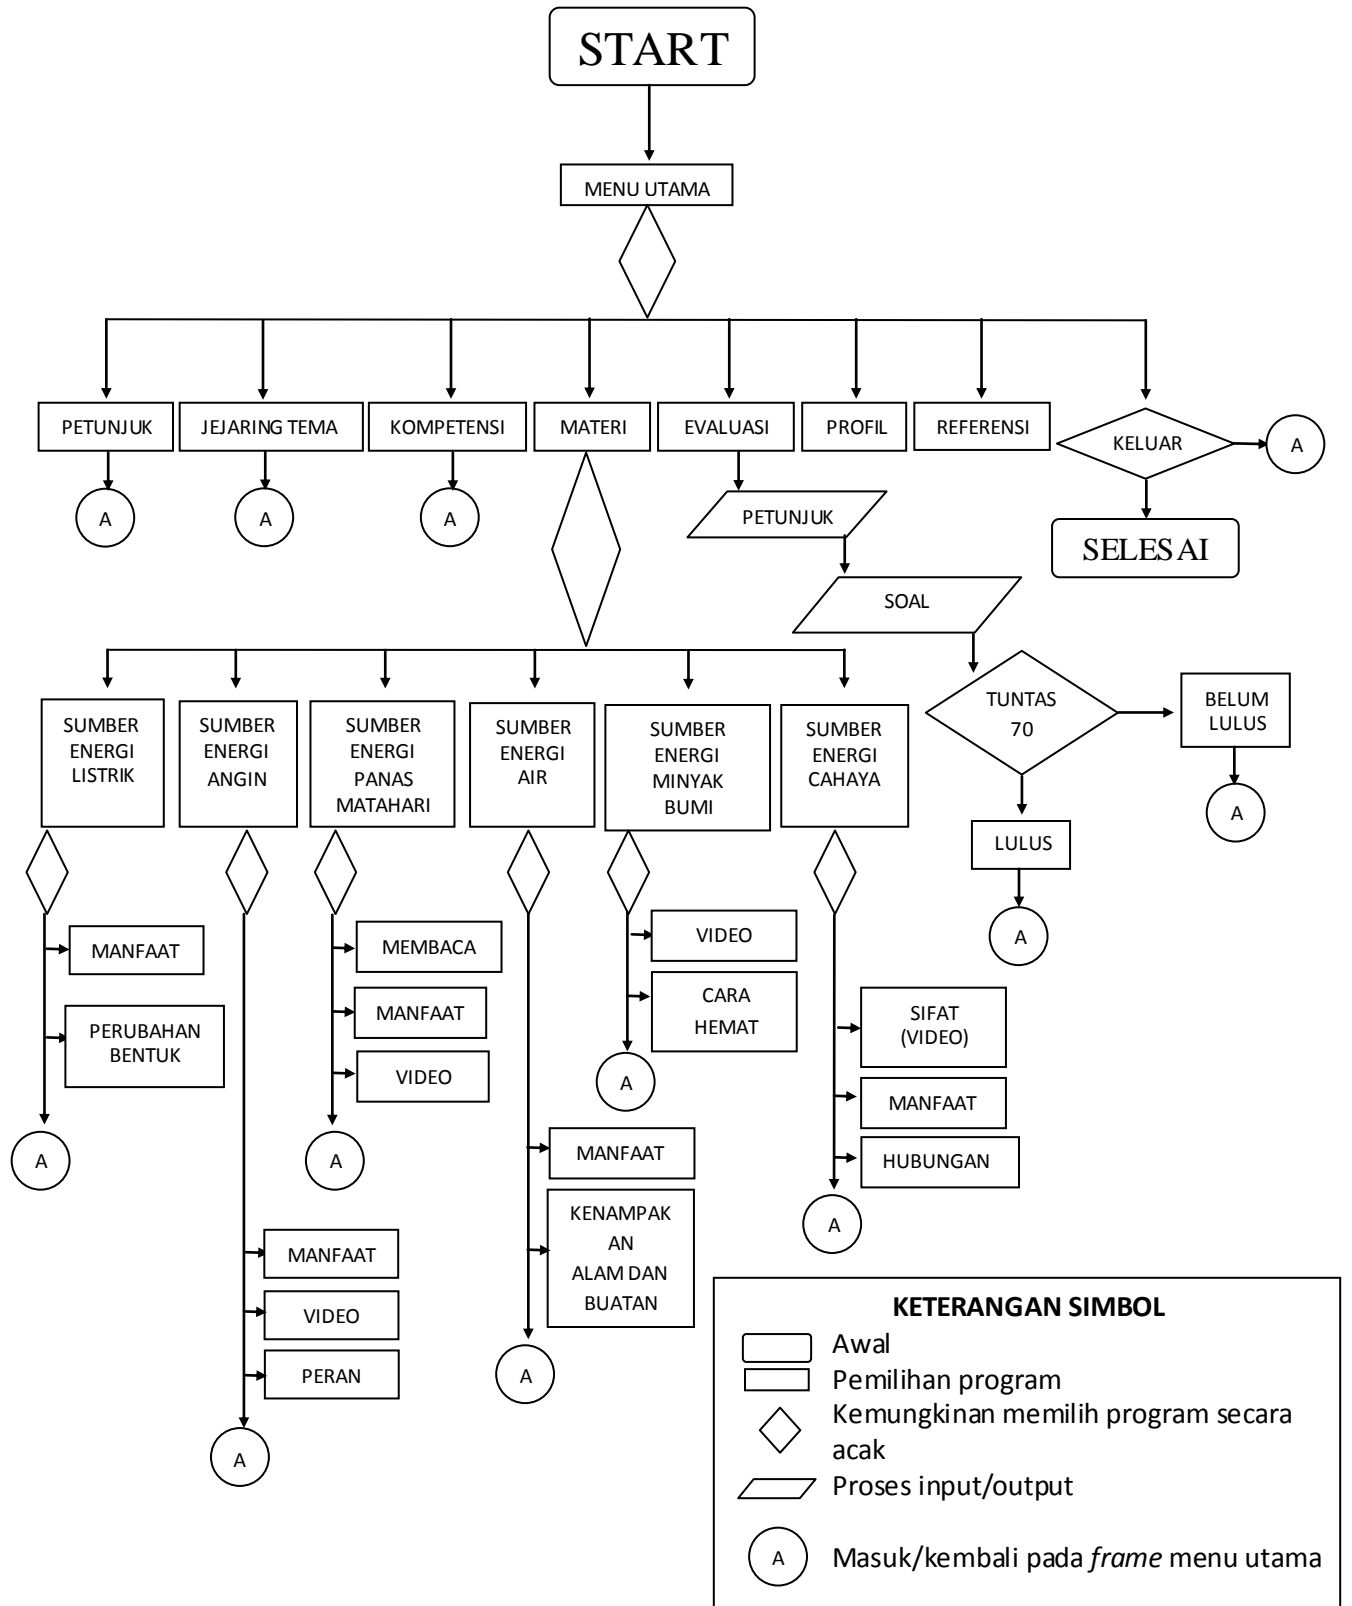 START
MENU UTAMA
PETUNJUK
JEJARING TEMA
KOMPETENSI
MATERI
EVALUASI
PROFIL
REFERENSI
KELUAR
A
A
A
A
PETUNJUK
SELESAI
SOAL
TUNTAS
70
BELUM
LULUS
A
LULUS
A
SUMBER
ENERGI
LISTRIK
SUMBER
ENERGI
ANGIN
SUMBER
ENERGI
PANAS
MATAHARI
SUMBER
ENERGI
AIR
SUMBER
ENERGI
MINYAK
BUMI
SUMBER
ENERGI
CAHAYA
MANFAAT
PERUBAHAN
BENTUK
A
MANFAAT
VIDEO
PERAN
A
MEMBACA
MANFAAT
VIDEO
A
MANFAAT
KENAMPAK
AN
ALAM DAN
BUATAN
A
VIDEO
CARA
HEMAT
A
SIFAT
(VIDEO)
MANFAAT
HUBUNGAN
A
KETERANGAN SIMBOL
Awal
Pemilihan program
Kemungkinan memilih program secara
acak
Proses input/output
A
Masuk/kembali pada frame menu utama